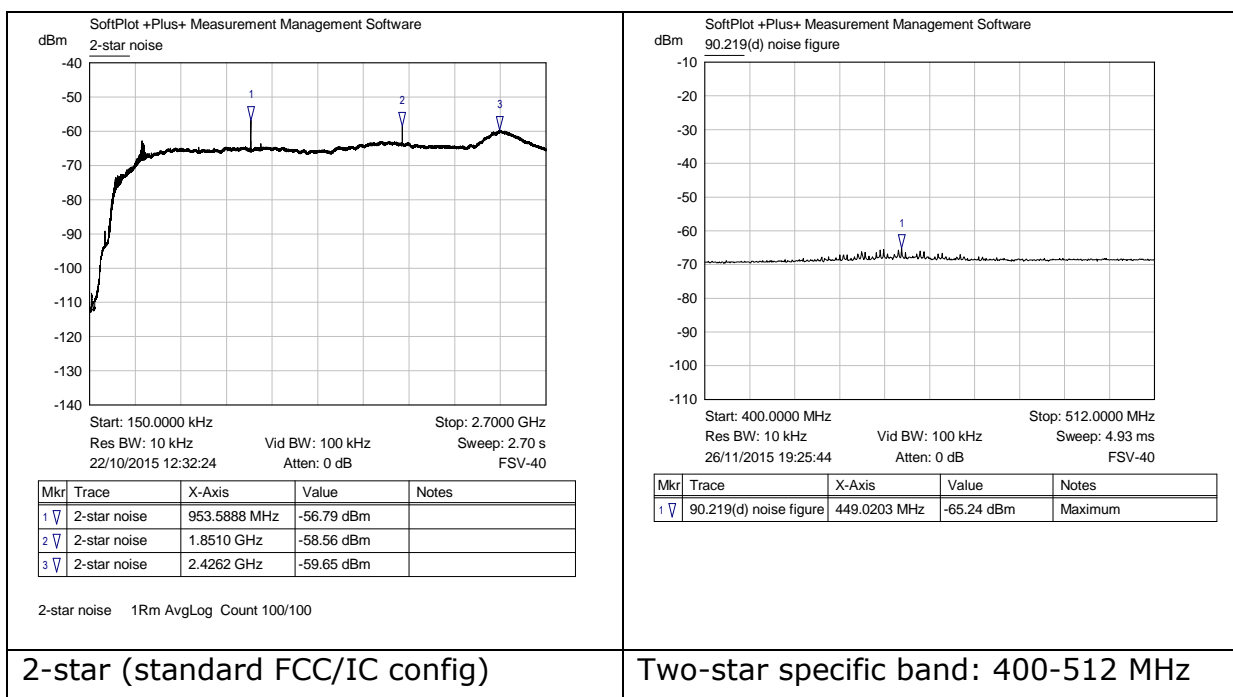 SoftPlot +Plus+ Measurement Management Software
dBm
2-star noise
-40
-50
-60
-70
-80
-90
-100
-110
-120
-130
-140
1
2
3
Start: 150.0000 kHz Stop: 2.7000 GHz
Res BW: 10 kHz Vid BW: 100 kHz Sweep: 2.70 s
22/10/2015 12:32:24 Atten: 0 dB FSV-40
Mkr Trace X-Axis Value Notes
1 2-star noise 953.5888 MHz -56.79 dBm
2 2-star noise 1.8510 GHz -58.56 dBm
3 2-star noise 2.4262 GHz -59.65 dBm
2-star noise 1Rm AvgLog Count 100/100
2-star (standard FCC/IC config)
SoftPlot +Plus+ Measurement Management Software
dBm
90.219(d) noise figure
-10
-20
-30
-40
-50
-60
-70
-80
-90
-100
-110
1
Start: 400.0000 MHz Stop: 512.0000 MHz
Res BW: 10 kHz Vid BW: 100 kHz Sweep: 4.93 ms
26/11/2015 19:25:44 Atten: 0 dB FSV-40
Mkr Trace X-Axis Value Notes
1 90.219(d) noise figure 449.0203 MHz -65.24 dBm Maximum
Two-star specific band: 400-512 MHz